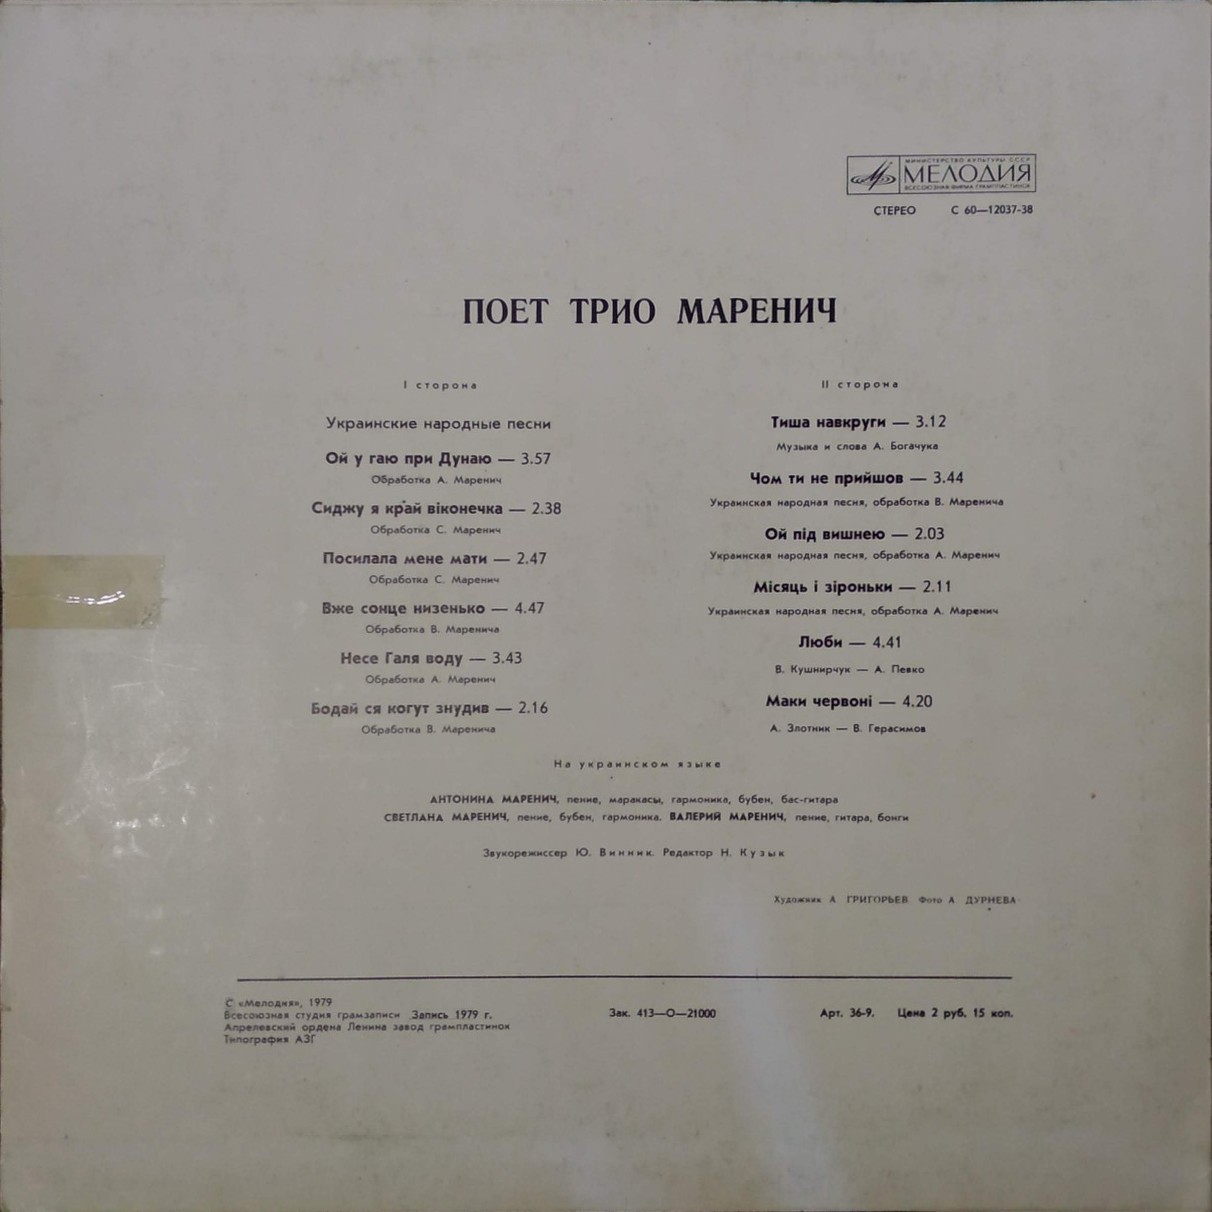 МИНИСТЕРСТВО КУЛЬТУРЫ СССР
МЕЛОДИЯ
ВСЕСОЮЗНАЯ ФИРМА ГРАМПЛАСТИНОК
СТЕРЕО С 60—12037-38
ПОЕТ ТРИО МАРЕНИЧ
I сторона
Украинские народные песни
Ой у гаю при Дунаю — 3.57
Обработка А. Маренич
Сиджу я край віконечка — 2.38
Обработка С. Маренич
Посилала мене мати — 2.47
Обработка С. Маренич
Вже сонце низенько — 4.47
Обработка В. Маренича
Несе Галя воду — 3.43
Обработка А. Маренич
Бодай ся когут знудив — 2.16
Обработка В. Маренича
II сторона
Тиша навкруги — 3.12
Музыка и слова А. Богачука
Чом ти не прийшов — 3.44
Украинская народная песня, обработка В. Маренича
Ой під вишнею — 2.03
Украинская народная песня, обработка А. Маренич
Місяць і зіроньки — 2.11
Украинская народная песня, обработка А. Маренич
Люби — 4.41
В. Кушнирчук — А. Певко
Маки червоні — 4.20
А. Злотник — В. Герасимов
На украинском языке
АНТОНИНА МАРЕНИЧ, пение, маракасы, гармоника, бубен, бас-гитара
СВЕТЛАНА МАРЕНИЧ, пение, бубен, гармоника. ВАЛЕРИЙ МАРЕНИЧ, пение, гитара, бонги
Звукорежиссер Ю. Винник. Редактор Н. Кузык
Художник А. ГРИГОРЬЕВ. Фото А. ДУРНЕВА
С «Мелодия», 1979
Всесоюзная студия грамзаписи Запись 1979 г.
Апрелевский ордена Ленина завод грампластинок
Типография АЗГ
Зак. 413—О—21000
Арт. 36-9. Цена 2 руб. 15 коп.